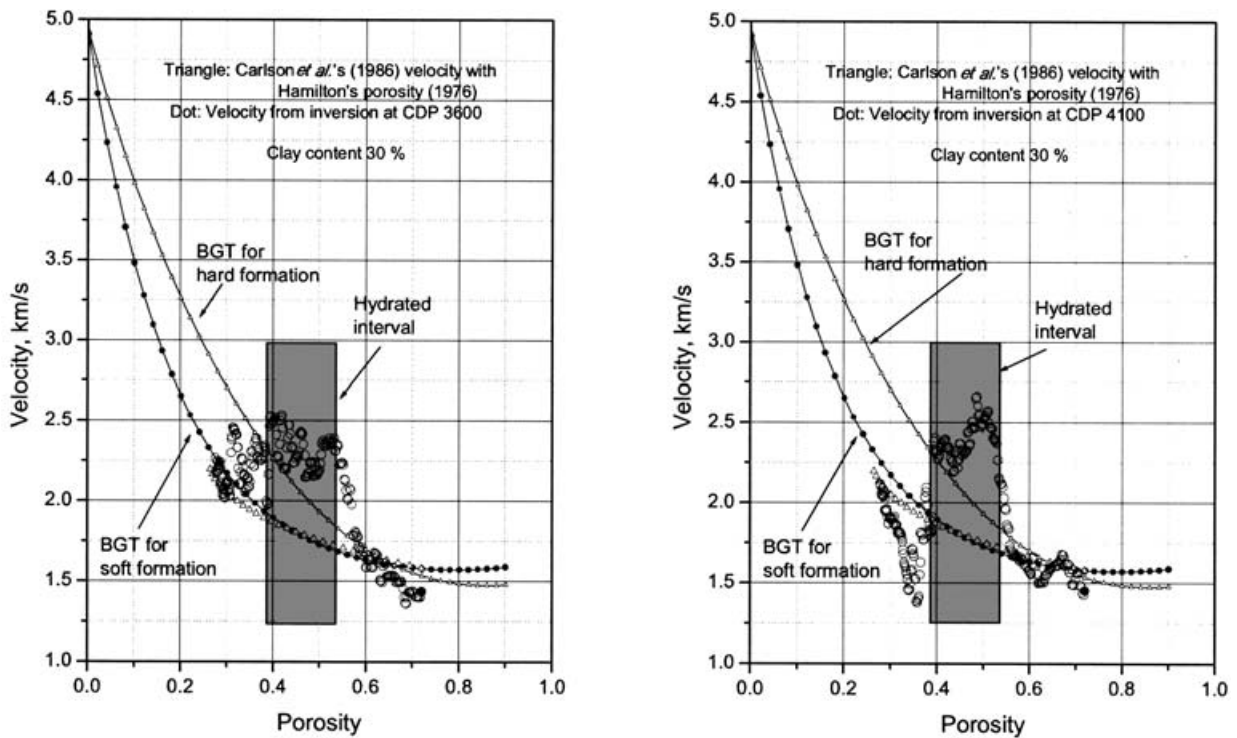 5.0
4.5
4.0
3.5
3.0
2.5
2.0
1.5
1.0
Velocity, km/s
Triangle: Carlson et al.'s (1986) velocity with
Hamilton's porosity (1976)
Dot: Velocity from inversion at CDP 3600
Clay content 30 %
BGT for
hard formation
Hydrated
interval
BGT for
soft formation
0.0 0.2 0.4 0.6 0.8 1.0
Porosity
5.0
4.5
4.0
3.5
3.0
2.5
2.0
1.5
1.0
Velocity, km/s
Triangle: Carlson et al.'s (1986) velocity with
Hamilton's porosity (1976)
Dot: Velocity from inversion at CDP 4100
Clay content 30 %
BGT for
hard formation
Hydrated
interval
BGT for
soft formation
0.0 0.2 0.4 0.6 0.8 1.0
Porosity